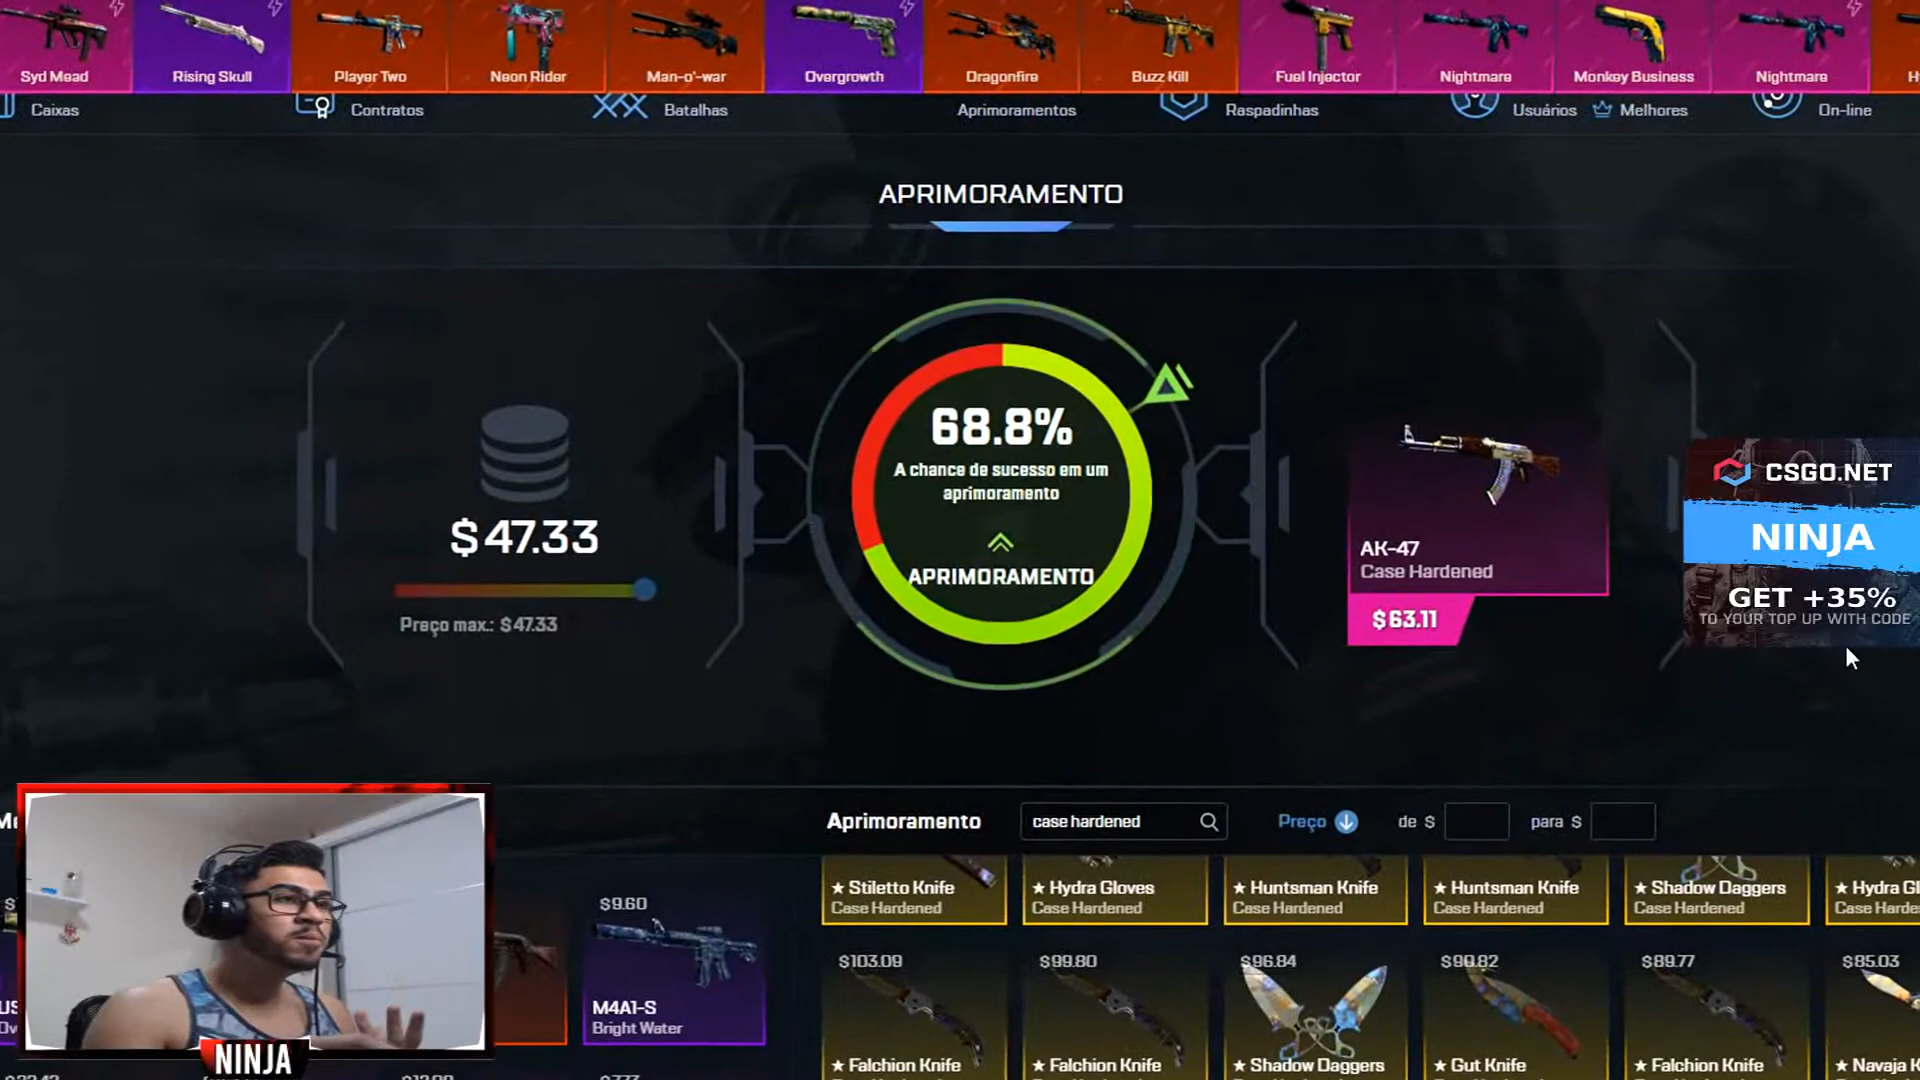 Syd Mead
Rising Skull
Player Two
Neon Rider
Man-o'-war
Overgrowth
Dragonfire
Buzz Kill
Fuel Injector
Nightmare
Monkey Business
Nightmare
Caixas
Contratos
Batalhas
Aprimoramentos
Raspadinhas
Usuários
Melhores
On-line
APRIMORAMENTO
$47.33
Preço max.: $47.33
68.8%
A chance de sucesso em um
aprimoramento
APRIMORAMENTO
AK-47
Case Hardened
$63.11
CSGO.NET
NINJA
GET +35%
TO YOUR TOP UP WITH CODE
Aprimoramento
case hardened
Preço
de $
para $
★ Stiletto Knife
Case Hardened
★ Hydra Gloves
Case Hardened
★ Huntsman Knife
Case Hardened
★ Huntsman Knife
Case Hardened
★ Shadow Daggers
Case Hardened
★ Hydra
Case
$9.60
M4A1-S
Bright Water
$103.09
★ Falchion Knife
$99.80
★ Falchion Knife
$96.84
★ Shadow Daggers
$90.82
★ Gut Knife
$89.77
★ Falchion Knife
$85.03
★ Navaja
NINJA